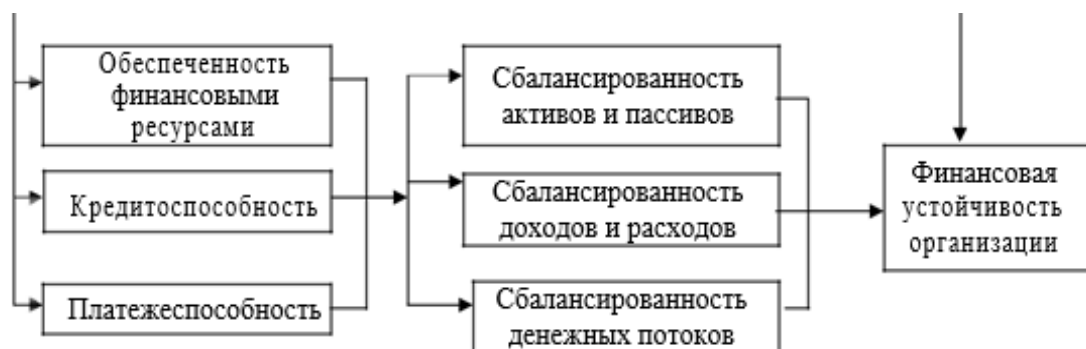 Обеспеченность
финансовыми
ресурсами
Кредитоспособность
Платежеспособность
Сбалансированность
активов и пассивов
Сбалансированность
доходов и расходов
Сбалансированность
денежных потоков
Финансовая
устойчивость
организации